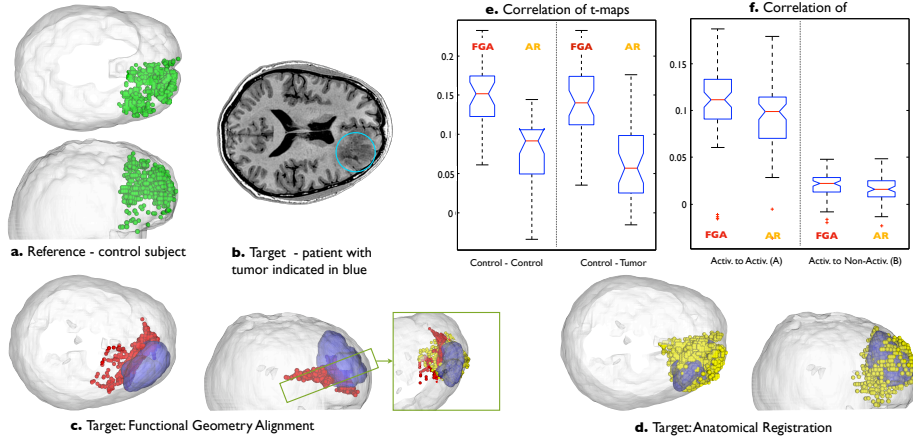 e. Correlation of t-maps
f. Correlation of
FGA AR FGA AR
0.2
0.15
0.1
0.05
0
Control - Control
Control - Tumor
0.15
0.1
0.05
0
FGA AR FGA AR
Activ. to Activ. (A)
Activ. to Non-Activ. (B)
a. Reference - control subject
b. Target - patient with
tumor indicated in blue
c. Target: Functional Geometry Alignment
d. Target: Anatomical Registration